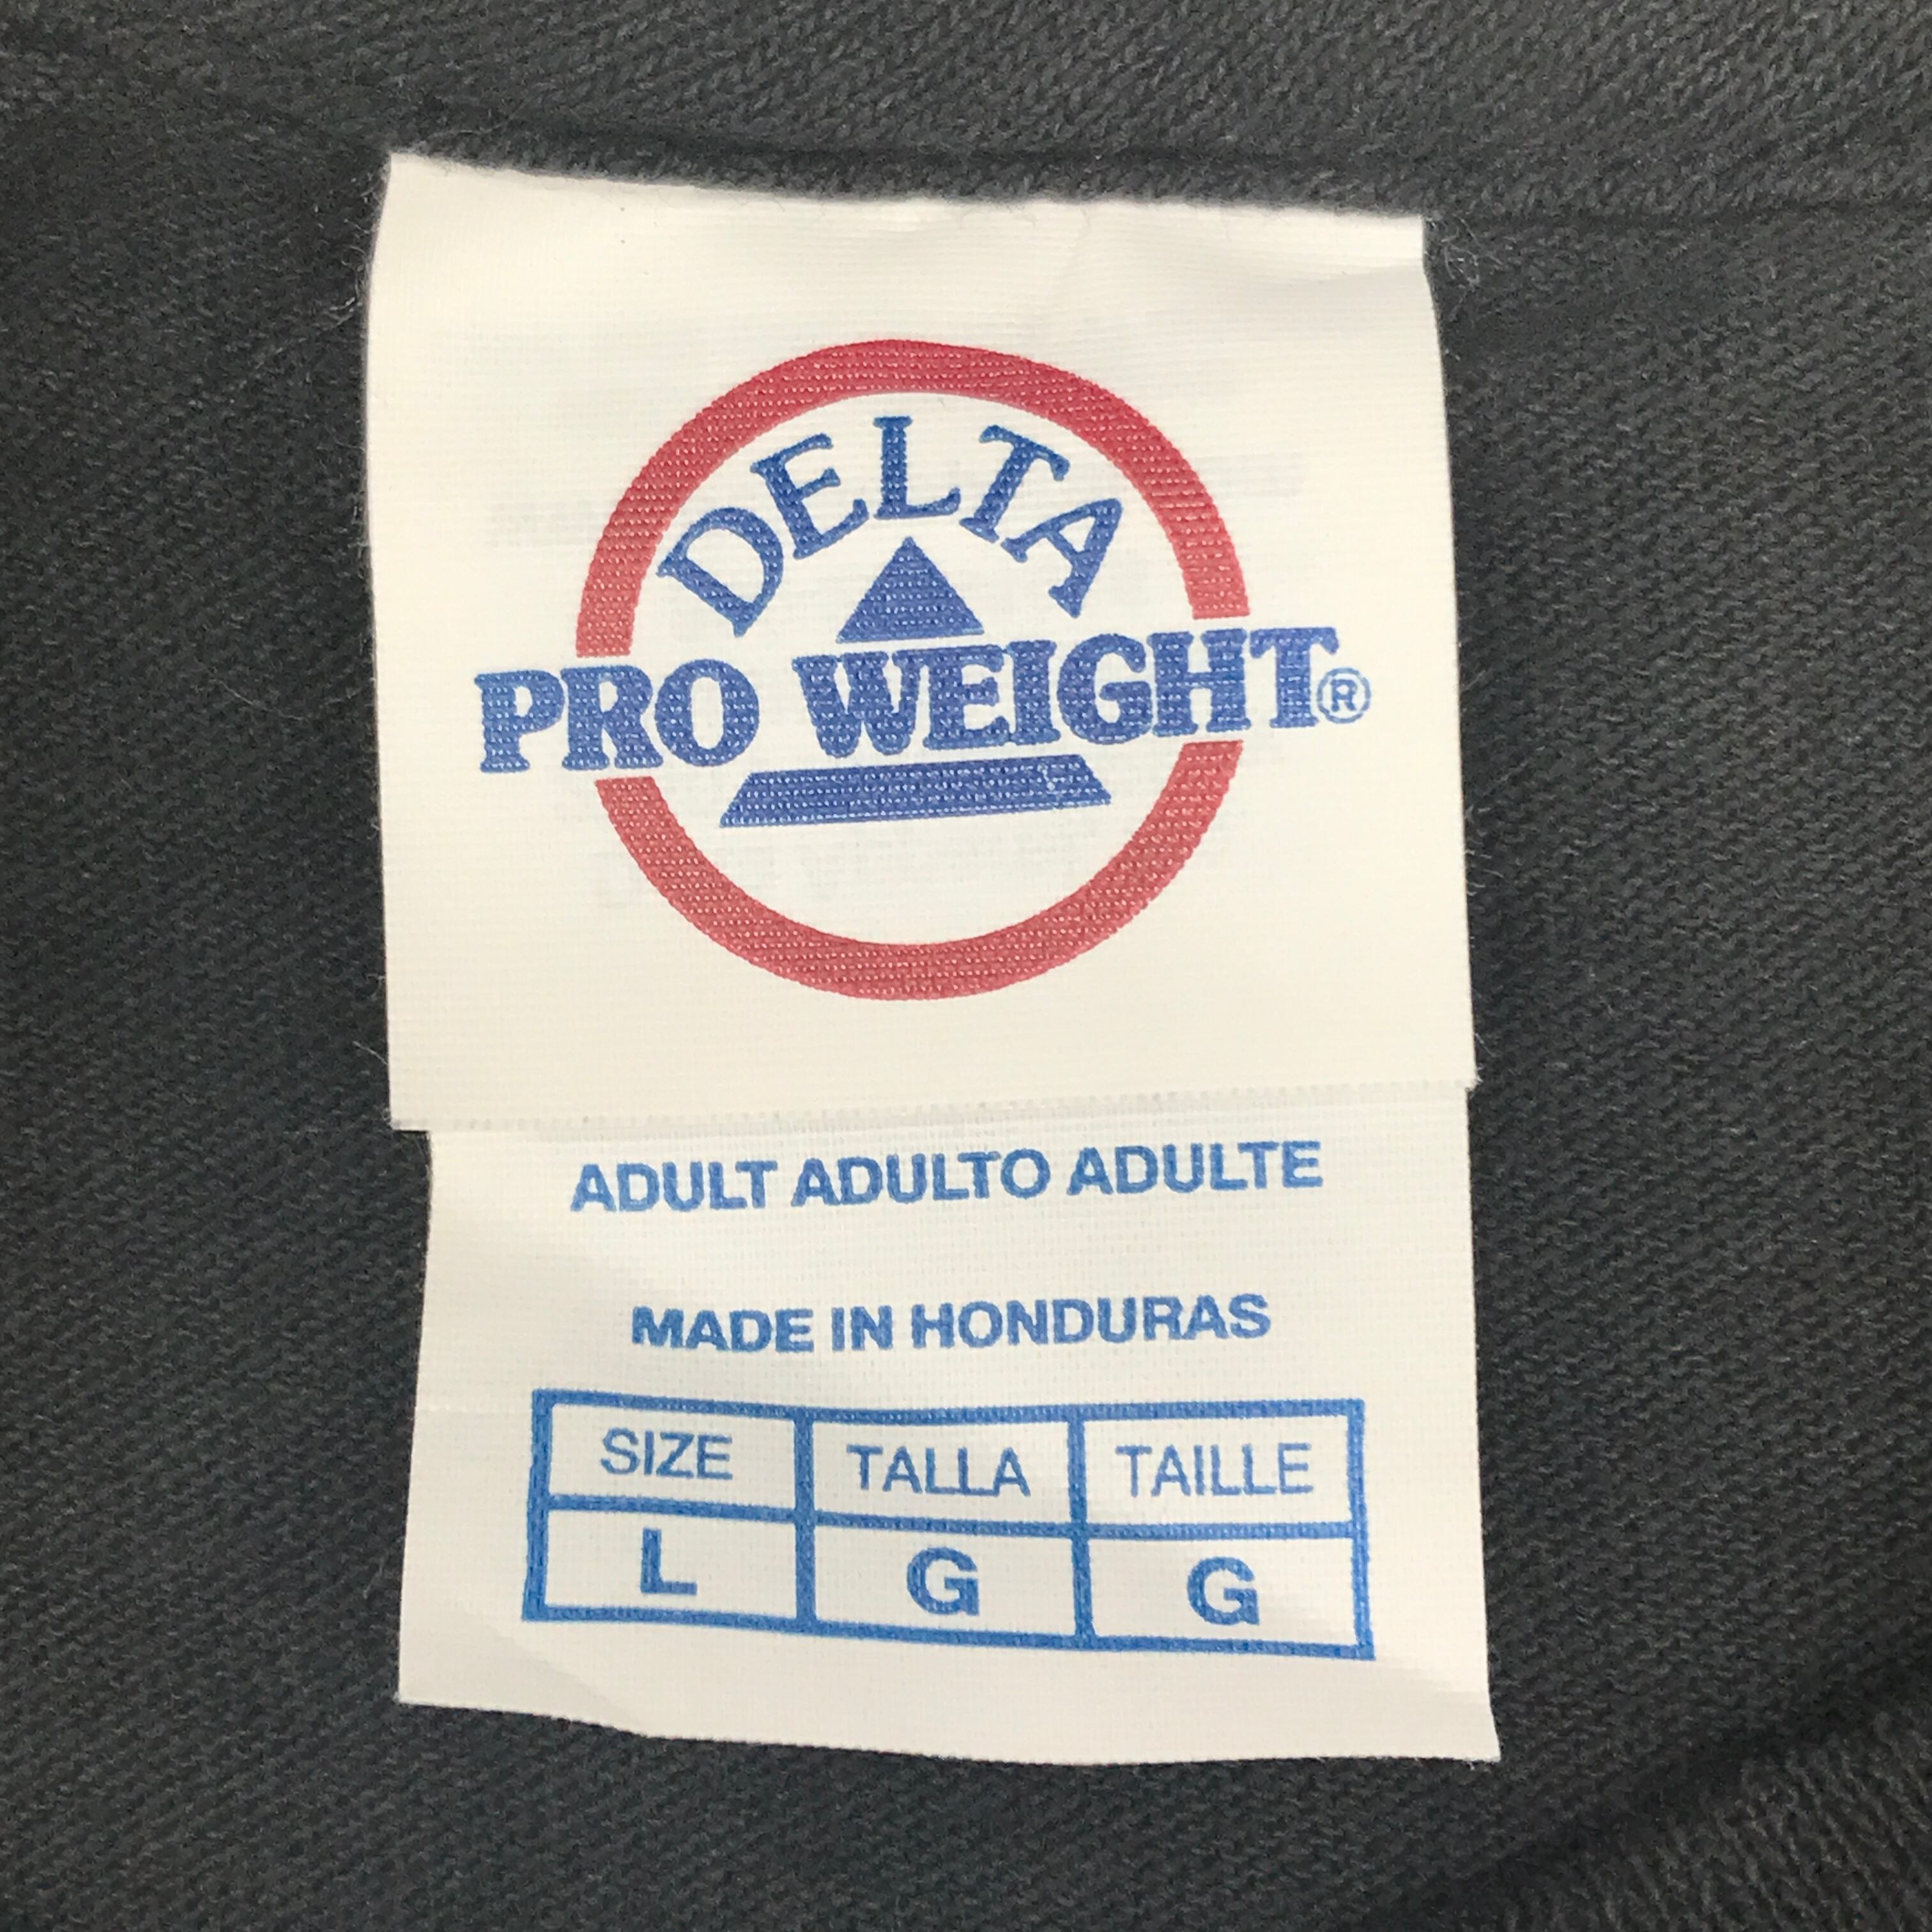 DELTA
PRO WEIGHT®
ADULT ADULTO ADULTE
MADE IN HONDURAS
SIZE TALLA TAILLE
L G G